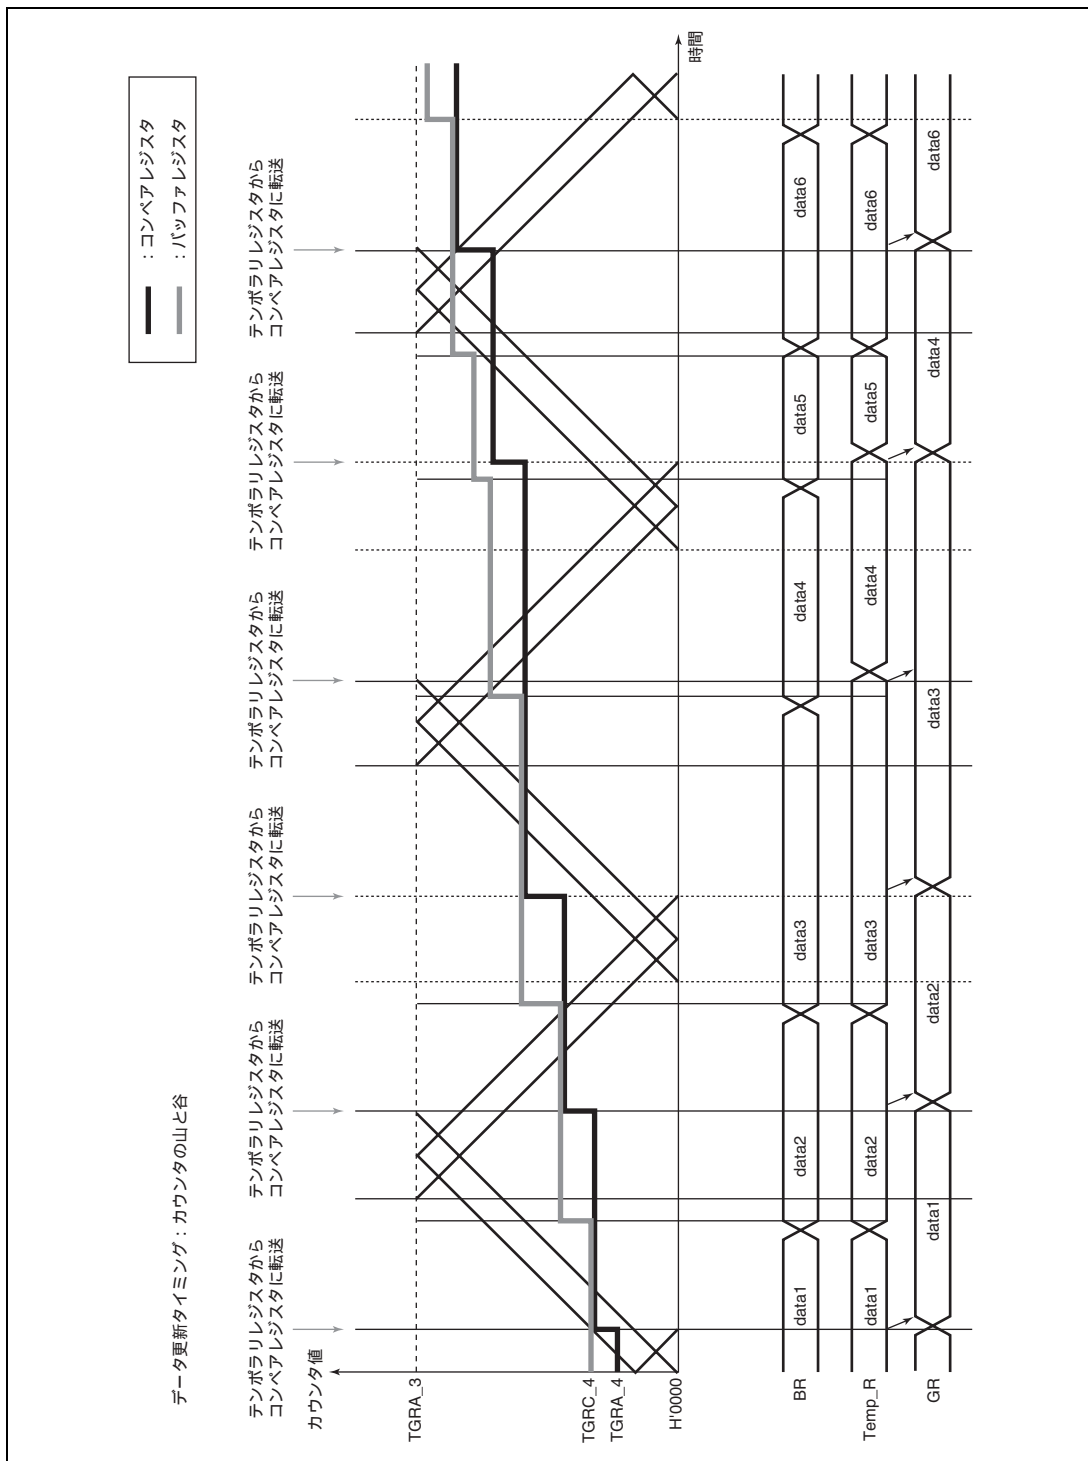 データ更新タイミング：カウンタの山と谷
：コンペアレジスタ
：バッファレジスタ
テンポラリレジスタから
コンペアレジスタに転送
テンポラリレジスタから
コンペアレジスタに転送
テンポラリレジスタから
コンペアレジスタに転送
テンポラリレジスタから
コンペアレジスタに転送
テンポラリレジスタから
コンペアレジスタに転送
テンポラリレジスタから
コンペアレジスタに転送
カウンタ値
TGRA_3
TGRC_4
TGRA_4
H'0000
時間
BR
data1
data2
data3
data4
data5
data6
Temp_R
data1
data2
data3
data4
data5
data6
GR
data1
data2
data3
data4
data6